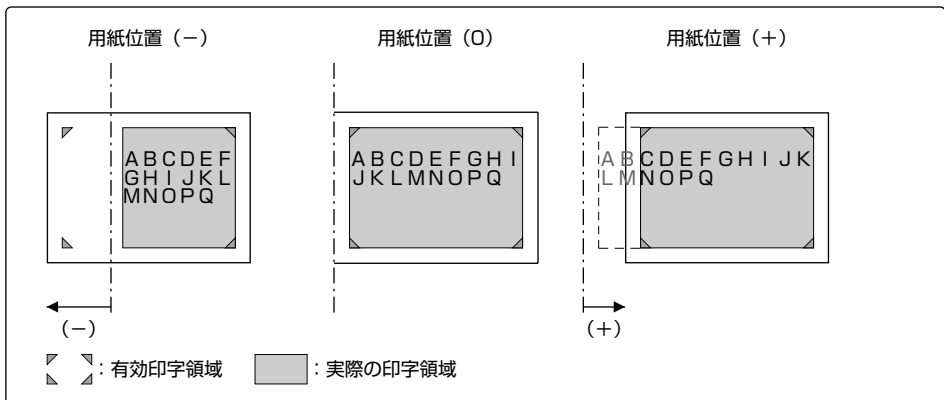 用紙位置（－）
用紙位置（0）
用紙位置（＋）
ABCDEF
GHIJKL
MNOPQ
ABCDEFGHI
JKLMNOPQ
ABCDEFGHIJK
LMNOPQ
（－）
（＋）
：有効印字領域
：実際の印字領域